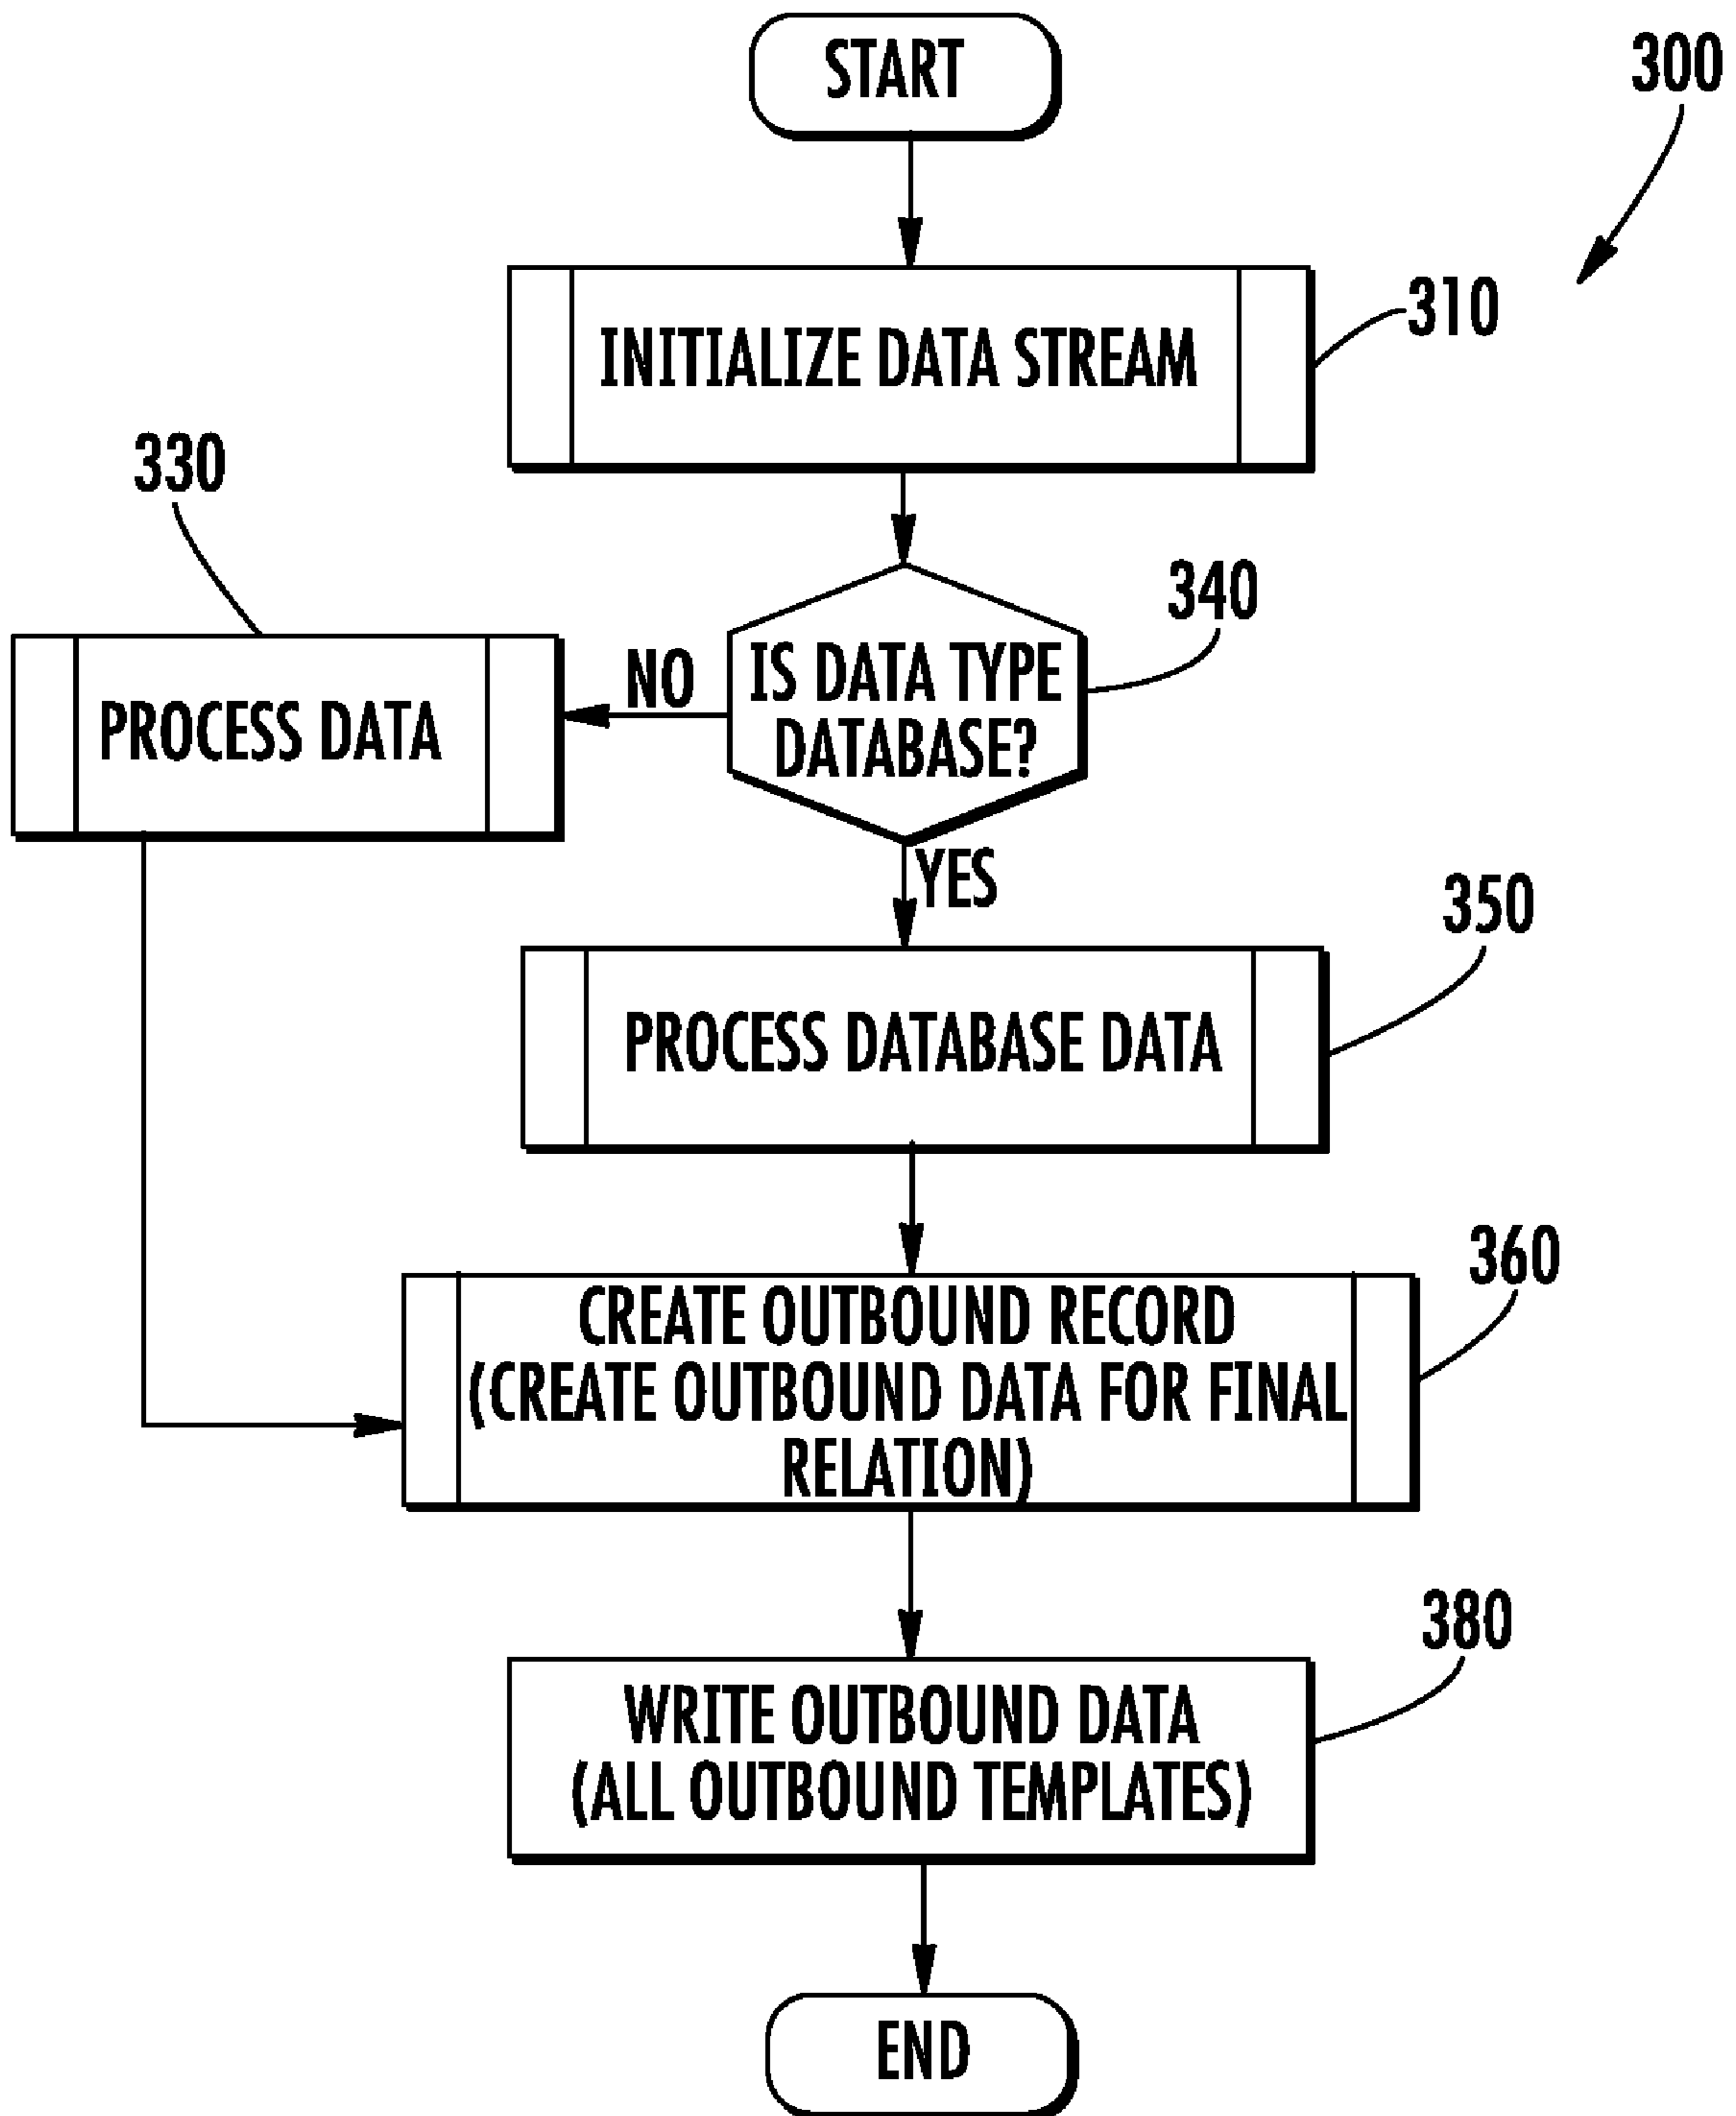 START
300
INITIALIZE DATA STREAM
310
330
340
PROCESS DATA
NO
IS DATA TYPE
DATABASE?
YES
350
PROCESS DATABASE DATA
360
CREATE OUTBOUND RECORD
(CREATE OUTBOUND DATA FOR FINAL
RELATION)
380
WRITE OUTBOUND DATA
(ALL OUTBOUND TEMPLATES)
END